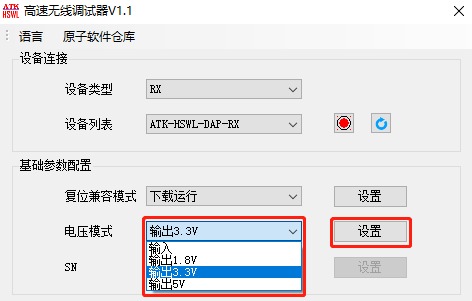 ATK
HSWL 高速无线调试器V1.1
语言 原子软件仓库
设备连接
设备类型 RX
设备列表 ATK-HSWL-DAP-RX
基础参数配置
复位兼容模式 下载运行 设置
电压模式 输出3.3V 设置
输入
输出1.8V
输出3.3V
输出5V
SN 设置